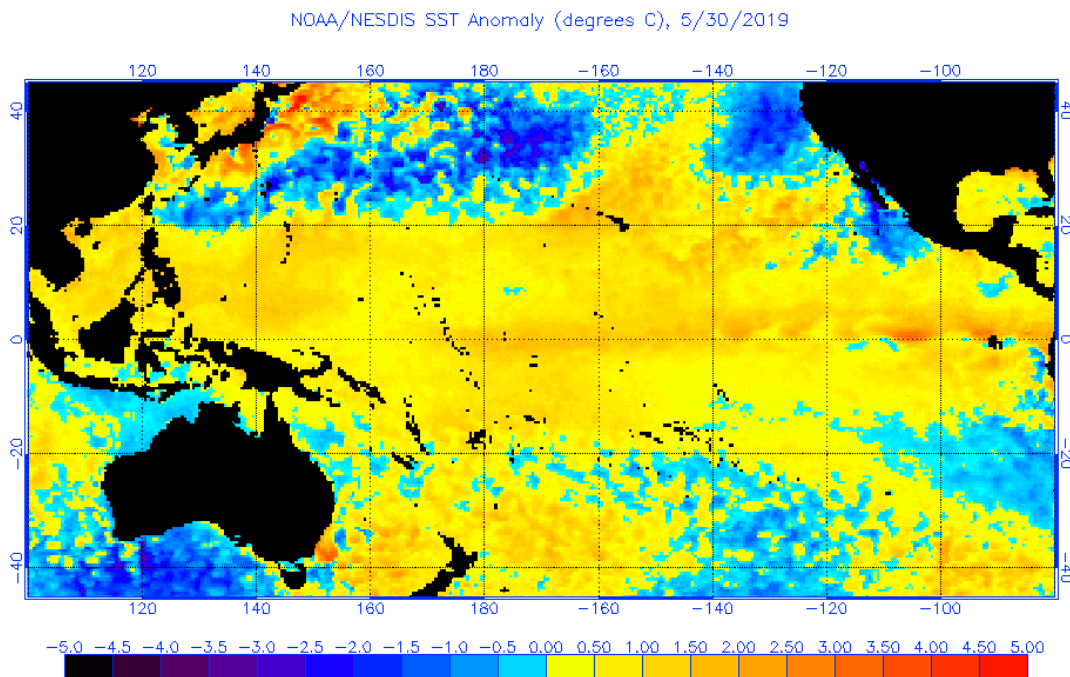 NOAA/NESDIS SST Anomaly (degrees C), 5/30/2019
120 140 160 180 −160 −140 −120 −100
40 40
20 20
0 0
−20 −20
−40 −40
120 140 160 180 −160 −140 −120 −100
−5.0 −4.5 −4.0 −3.5 −3.0 −2.5 −2.0 −1.5 −1.0 −0.5 0.00 0.50 1.00 1.50 2.00 2.50 3.00 3.50 4.00 4.50 5.00